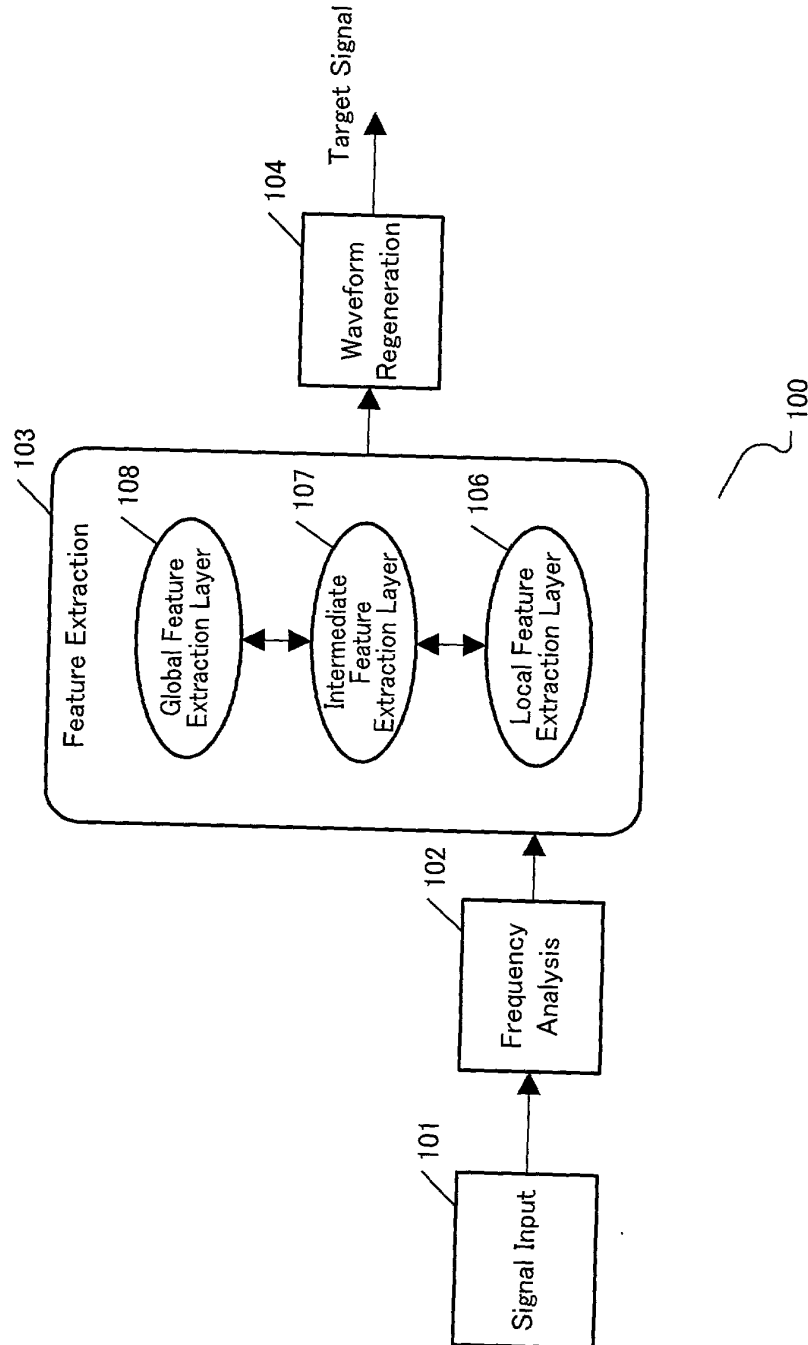 100
101
Signal Input
102
Frequency
Analysis
103
Feature Extraction
108
Global Feature
Extraction Layer
107
Intermediate
Feature
Extraction Layer
106
Local Feature
Extraction Layer
104
Waveform
Regeneration
Target Signal